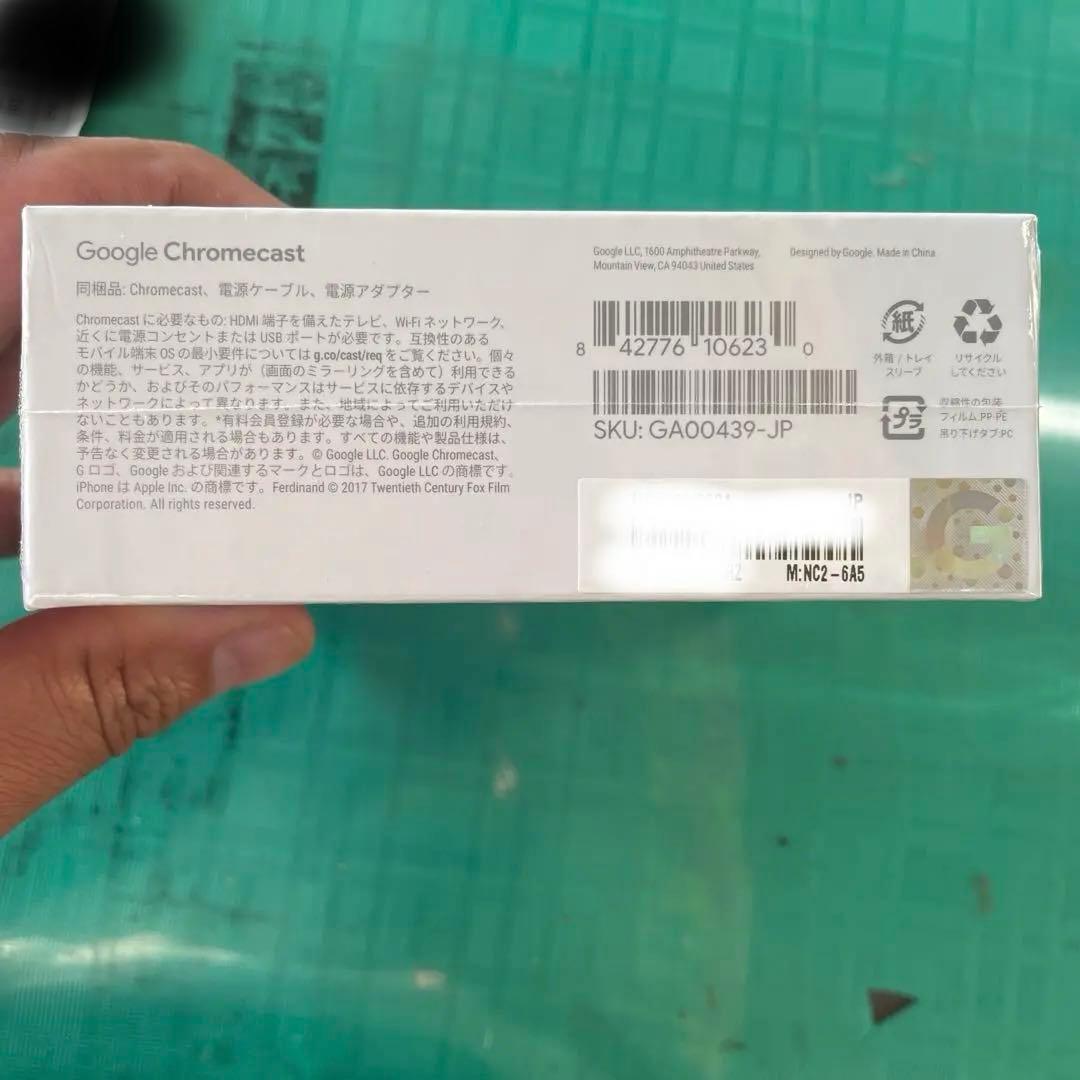 Google Chromecast
同梱品: Chromecast、電源ケーブル、電源アダプター
Chromecast に必要なもの: HDMI 端子を備えたテレビ、Wi-Fi ネットワーク、
近くに電源コンセントまたは USB ポートが必要です。互換性のある
モバイル端末 OS の最小要件については g.co/cast/req をご覧ください。個々
の機能、サービス、アプリが（画面のミラーリングを含めて）利用できる
かどうか、およびそのパフォーマンスはサービスに依存するデバイスや
ネットワークによって異なります。また、地域によってご利用いただけ
ないこともあります。*有料会員登録が必要な場合や、追加の利用規約、
条件、料金が適用される場合もあります。すべての機能や製品仕様は、
予告なく変更される場合があります。© Google LLC. Google Chromecast、
G ロゴ、Google および関連するマークとロゴは、Google LLC の商標です。
iPhone は Apple Inc. の商標です。Ferdinand © 2017 Twentieth Century Fox Film
Corporation. All rights reserved.
Google LLC, 1600 Amphitheatre Parkway,
Mountain View, CA 94043 United States
Designed by Google. Made in China
8 42776 10623 0
SKU: GA00439-JP
紙
外箱 / トレイ
スリーブ
リサイクル
してください
プラ
収縮性の包装
フィルム:PP･PE
吊り下げタブ:PC
JP
M:NC2-6A5
G